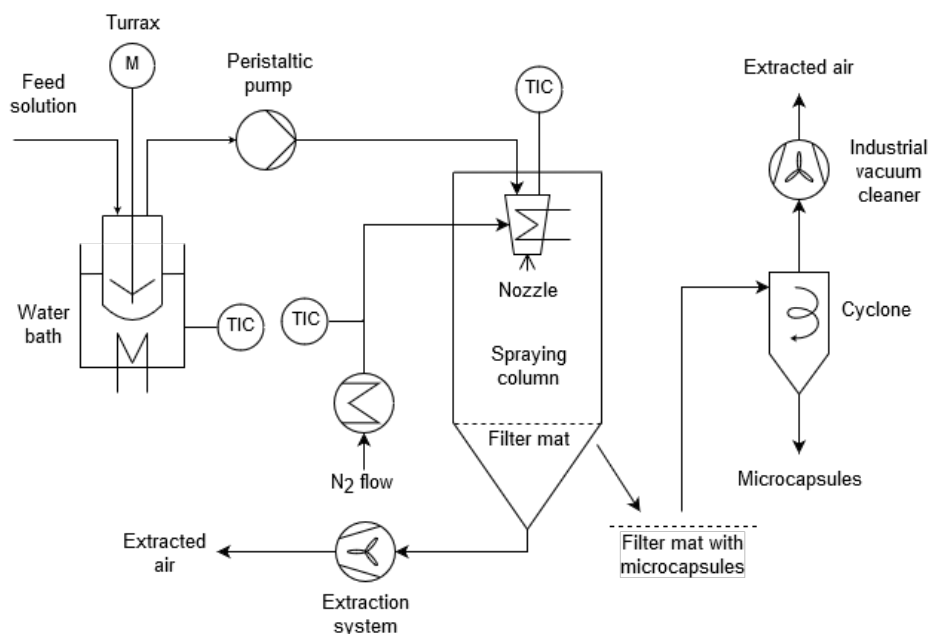 Turrax
M
Feed
solution
Peristaltic
pump
TIC
Extracted air
Industrial
vacuum
cleaner
Water
bath
TIC
TIC
Nozzle
Cyclone
Spraying
column
Filter mat
N2 flow
Microcapsules
Extracted
air
Filter mat with
microcapsules
Extraction
system